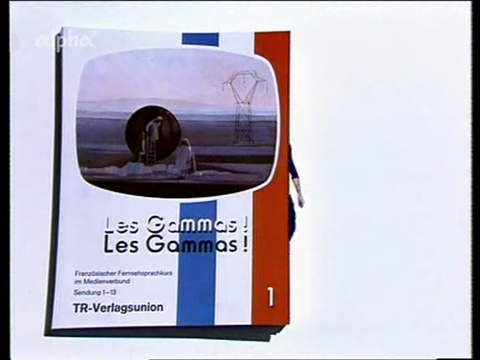 alpha
Les Gammas!
Les Gammas!
Französischer Fernsehsprachkurs
im Medienverbund
Sendung 1–13
TR-Verlagsunion
1